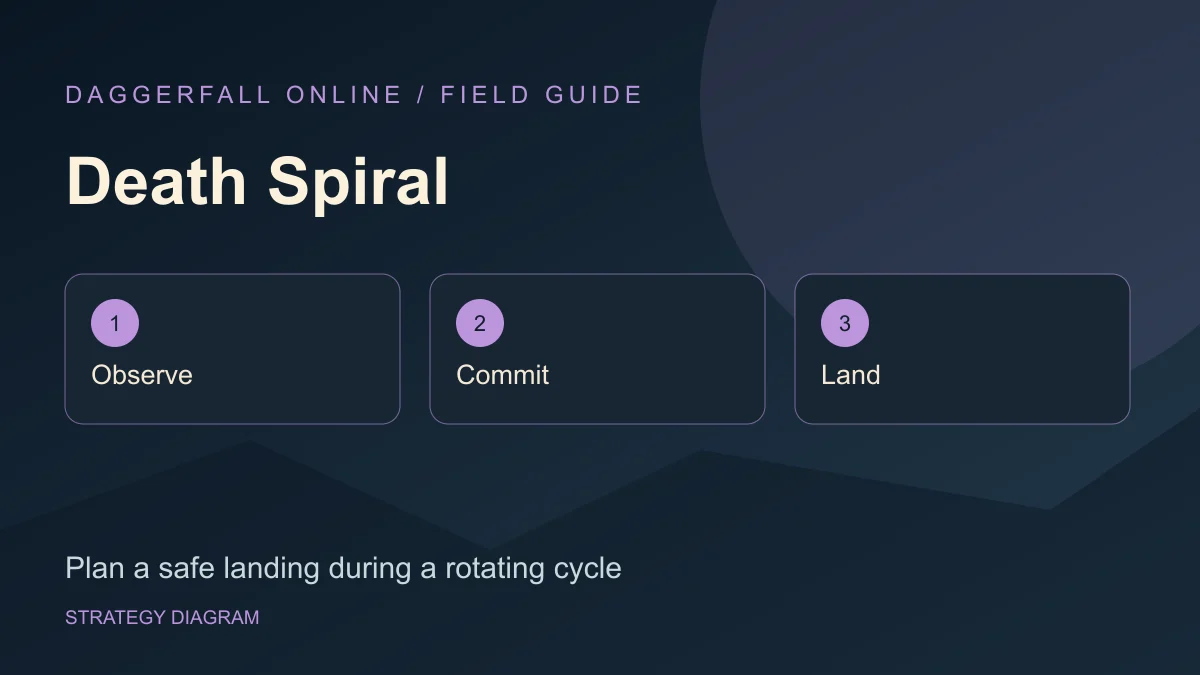 DAGGERFALL ONLINE / FIELD GUIDE
Death Spiral
1
Observe
2
Commit
3
Land
Plan a safe landing during a rotating cycle
STRATEGY DIAGRAM